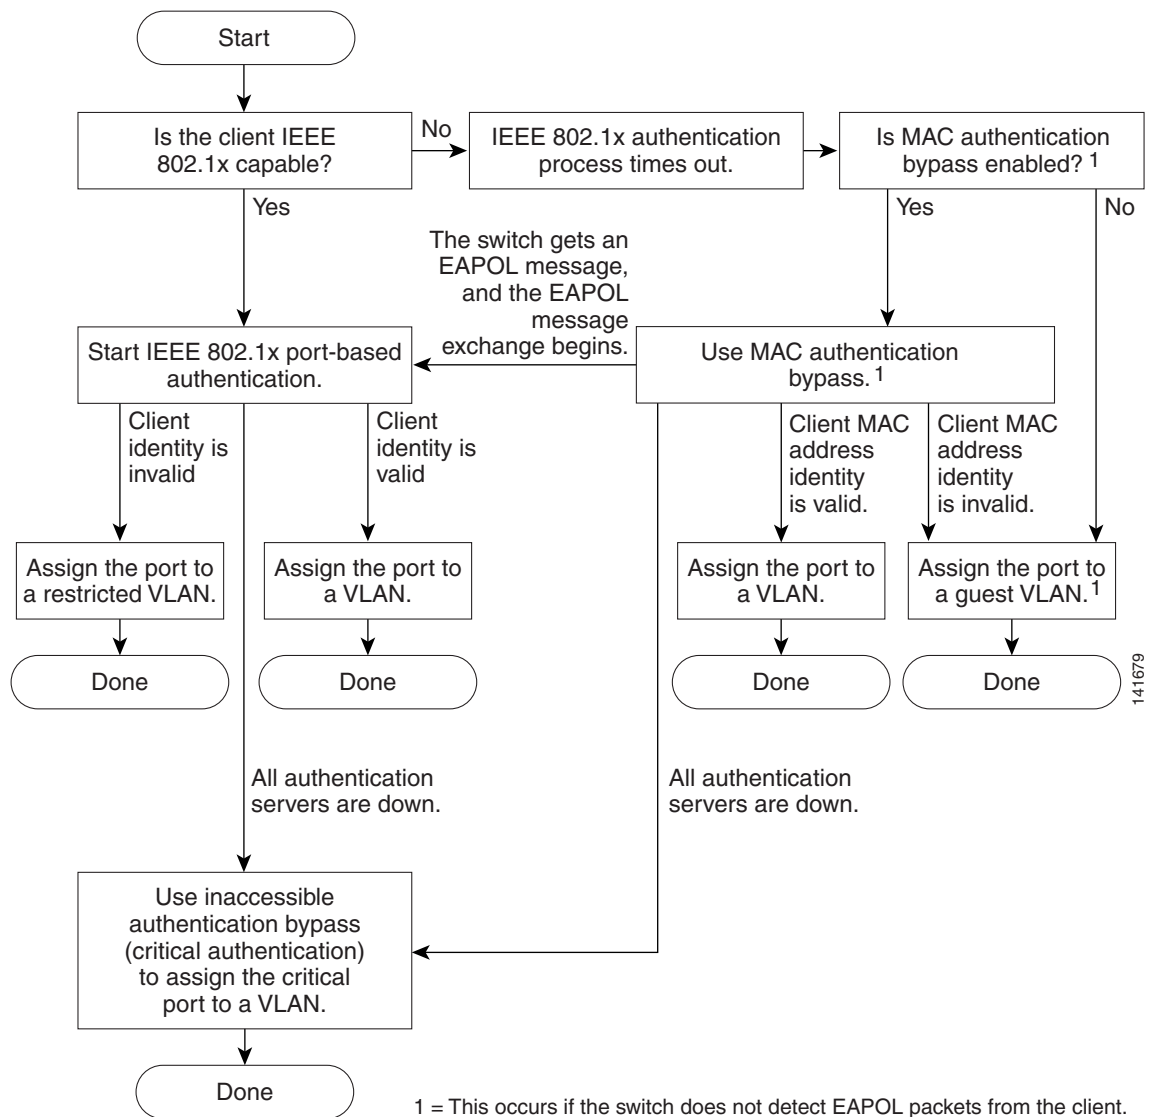 Start
Is the client IEEE
802.1x capable?
No
IEEE 802.1x authentication
process times out.
Is MAC authentication
bypass enabled? 1
Yes
Yes
No
The switch gets an
EAPOL message,
and the EAPOL
message
exchange begins.
Start IEEE 802.1x port-based
authentication.
Use MAC authentication
bypass. 1
Client
identity is
invalid
Client
identity is
valid
Client MAC
address
identity
is valid.
Client MAC
address
identity
is invalid.
Assign the port to
a restricted VLAN.
Assign the port to
a VLAN.
Assign the port to
a VLAN.
Assign the port to
a guest VLAN.1
Done
Done
Done
Done
141679
All authentication
servers are down.
All authentication
servers are down.
Use inaccessible
authentication bypass
(critical authentication)
to assign the critical
port to a VLAN.
Done
1 = This occurs if the switch does not detect EAPOL packets from the client.